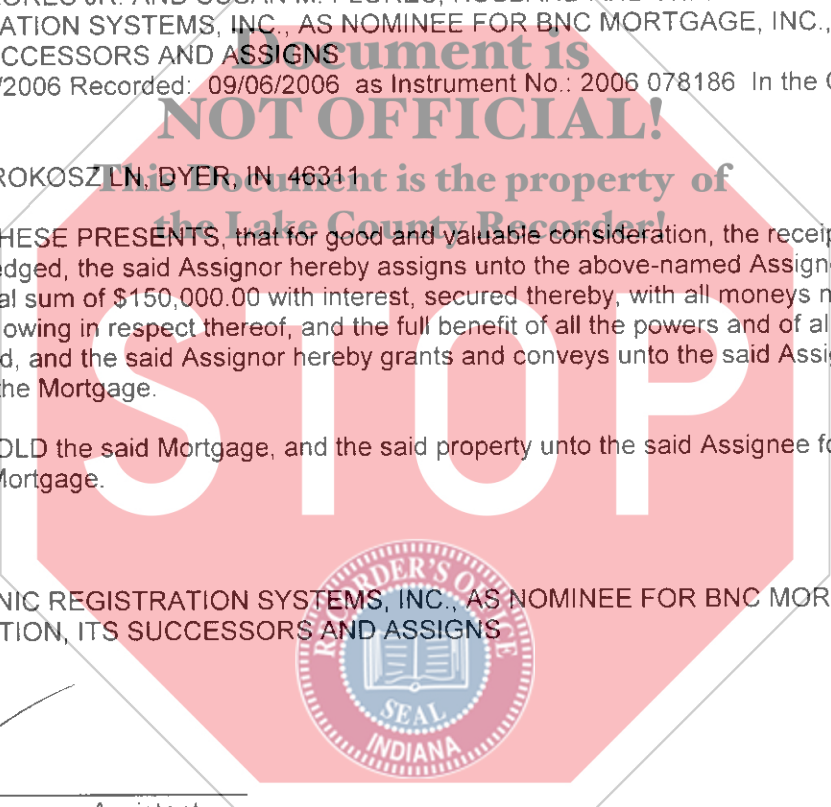 ATION SYSTEMS, INC., AS NOMINEE FOR BNC MORTGAGE, INC.,
CCESSORS AND ASSIGNS
Document is
/2006 Recorded: 09/06/2006 as Instrument No.: 2006 078186 In the C
NOT OFFICIAL!
ROKOSZ LN, DYER, IN 46311
This Document is the property of
the Lake County Recorder!
HESE PRESENTS, that for good and valuable consideration, the receip
edged, the said Assignor hereby assigns unto the above-named Assign
al sum of $150,000.00 with interest, secured thereby, with all moneys n
owing in respect thereof, and the full benefit of all the powers and of al
d, and the said Assignor hereby grants and conveys unto the said Assig
the Mortgage.
STOP
OLD the said Mortgage, and the said property unto the said Assignee fo
Mortgage.
NIC REGISTRATION SYSTEMS, INC., AS NOMINEE FOR BNC MOR
TION, ITS SUCCESSORS AND ASSIGNS
RECORDER'S OFFICE
SEAL
INDIANA
Assistant